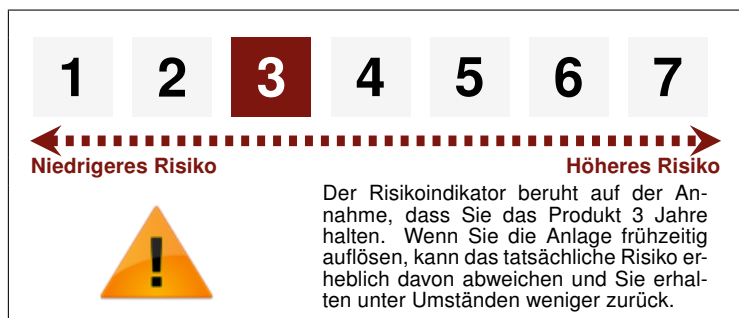 1 2 3 4 5 6 7
Niedrigeres Risiko Höheres Risiko
Der Risikoindikator beruht auf der An-
nahme, dass Sie das Produkt 3 Jahre
halten. Wenn Sie die Anlage frühzeitig
auflösen, kann das tatsächliche Risiko er-
heblich davon abweichen und Sie erhal-
ten unter Umständen weniger zurück.